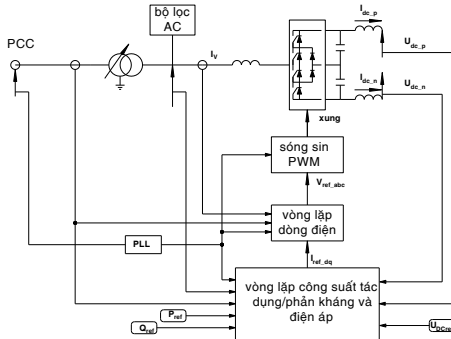 bộ lọc
AC
PCC
I_v
I_dc_p
U_dc_p
I_dc_n
U_dc_n
xung
sóng sin
PWM
V_ref_abc
vòng lặp
dòng điện
PLL
I_ref_dq
vòng lặp công suất tác
dụng/phản kháng và
điện áp
P_ref
Q_ref
U_DCref